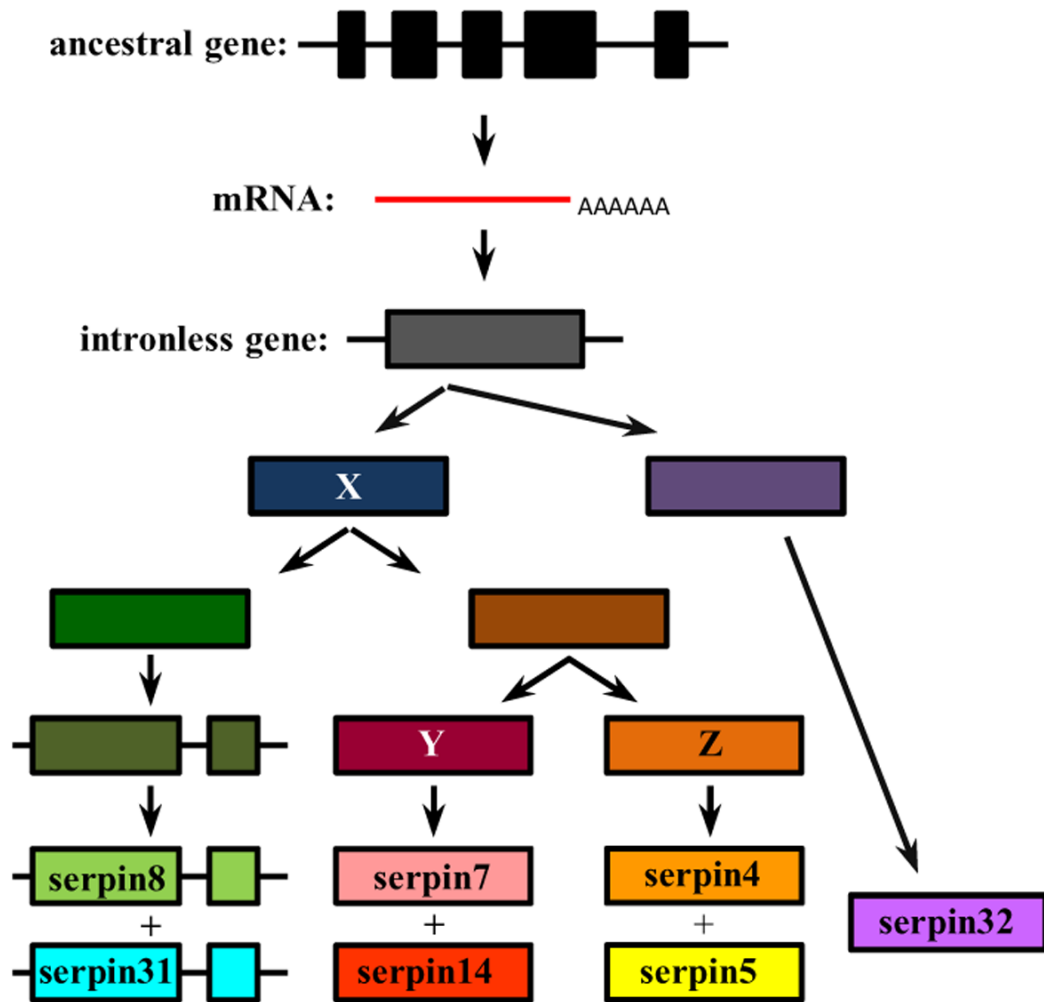 ancestral gene:
mRNA:
AAAAAA
intronless gene:
X
Y
Z
serpin8
serpin7
serpin4
+
+
+
serpin32
serpin31
serpin14
serpin5